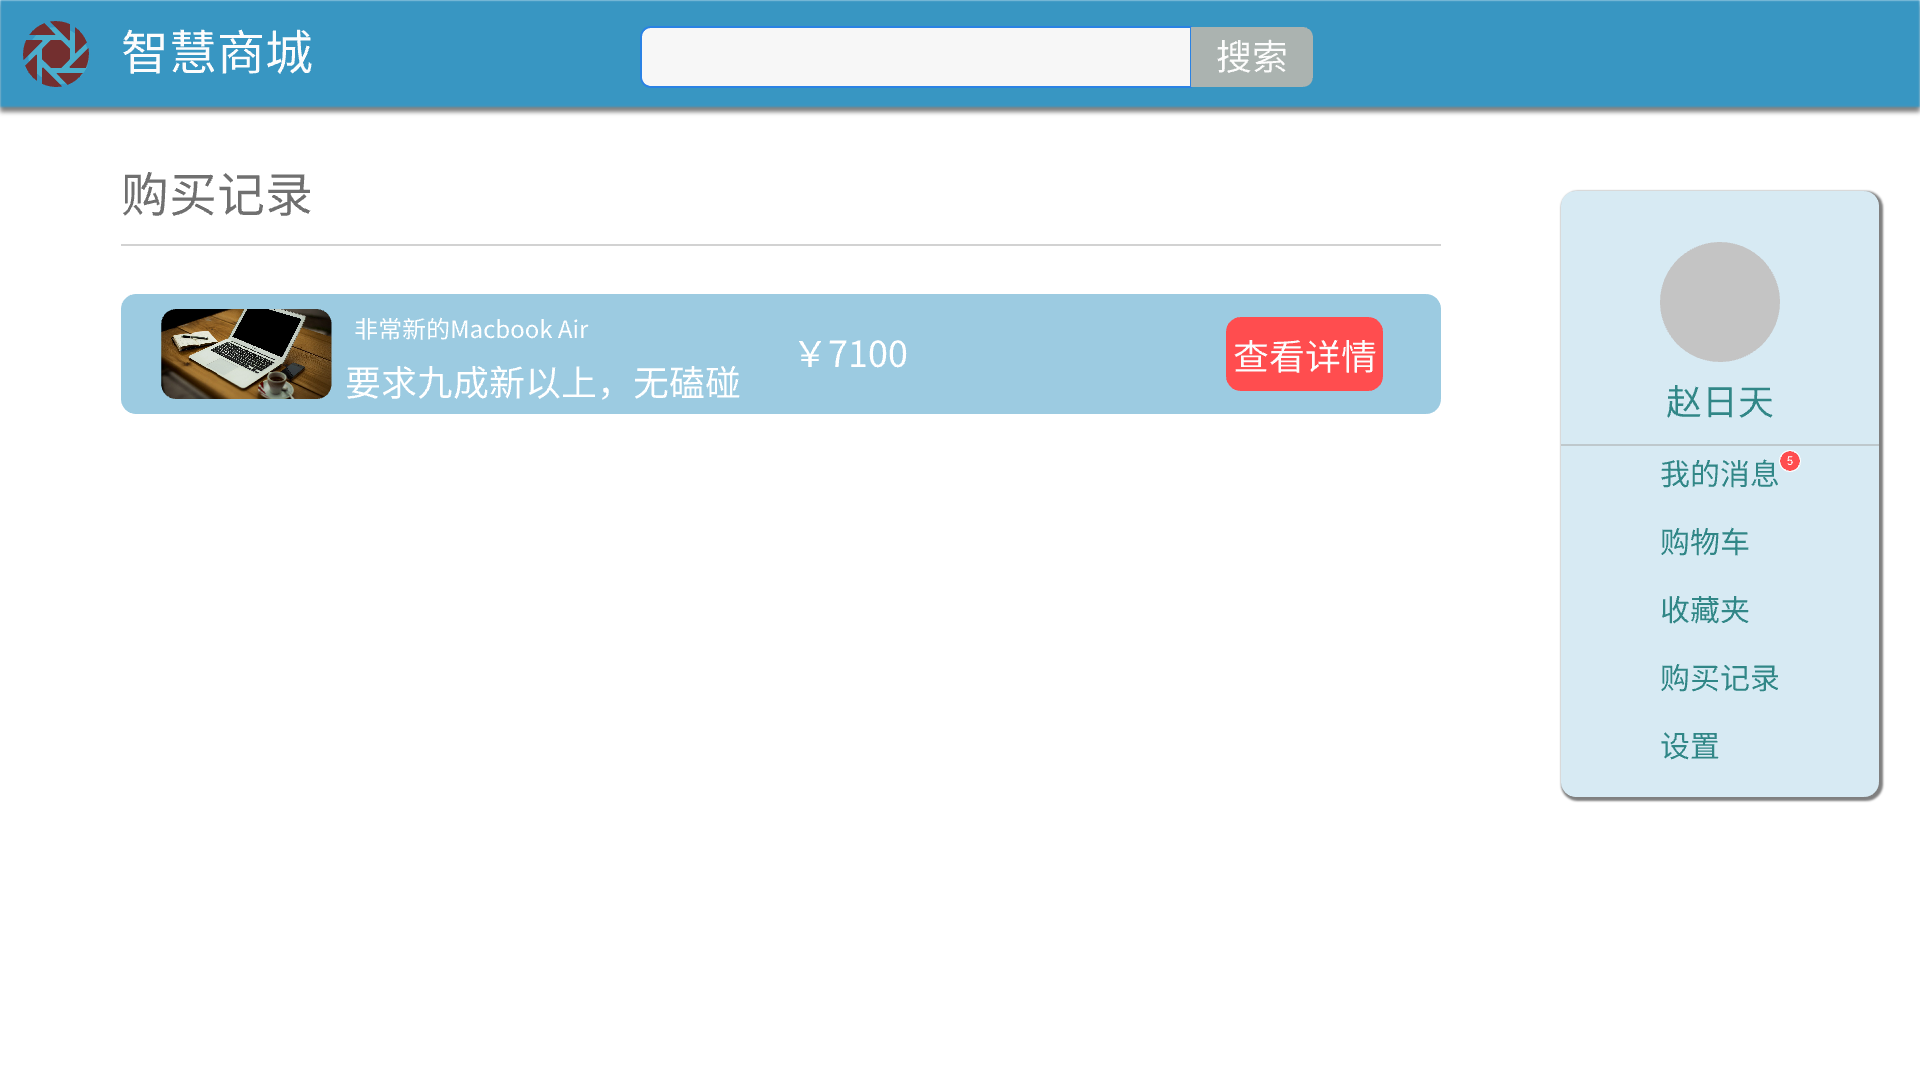 智慧商城
搜索
购买记录
非常新的Macbook Air
要求九成新以上，无磕碰
￥7100
查看详情
赵日天
我的消息
5
购物车
收藏夹
购买记录
设置